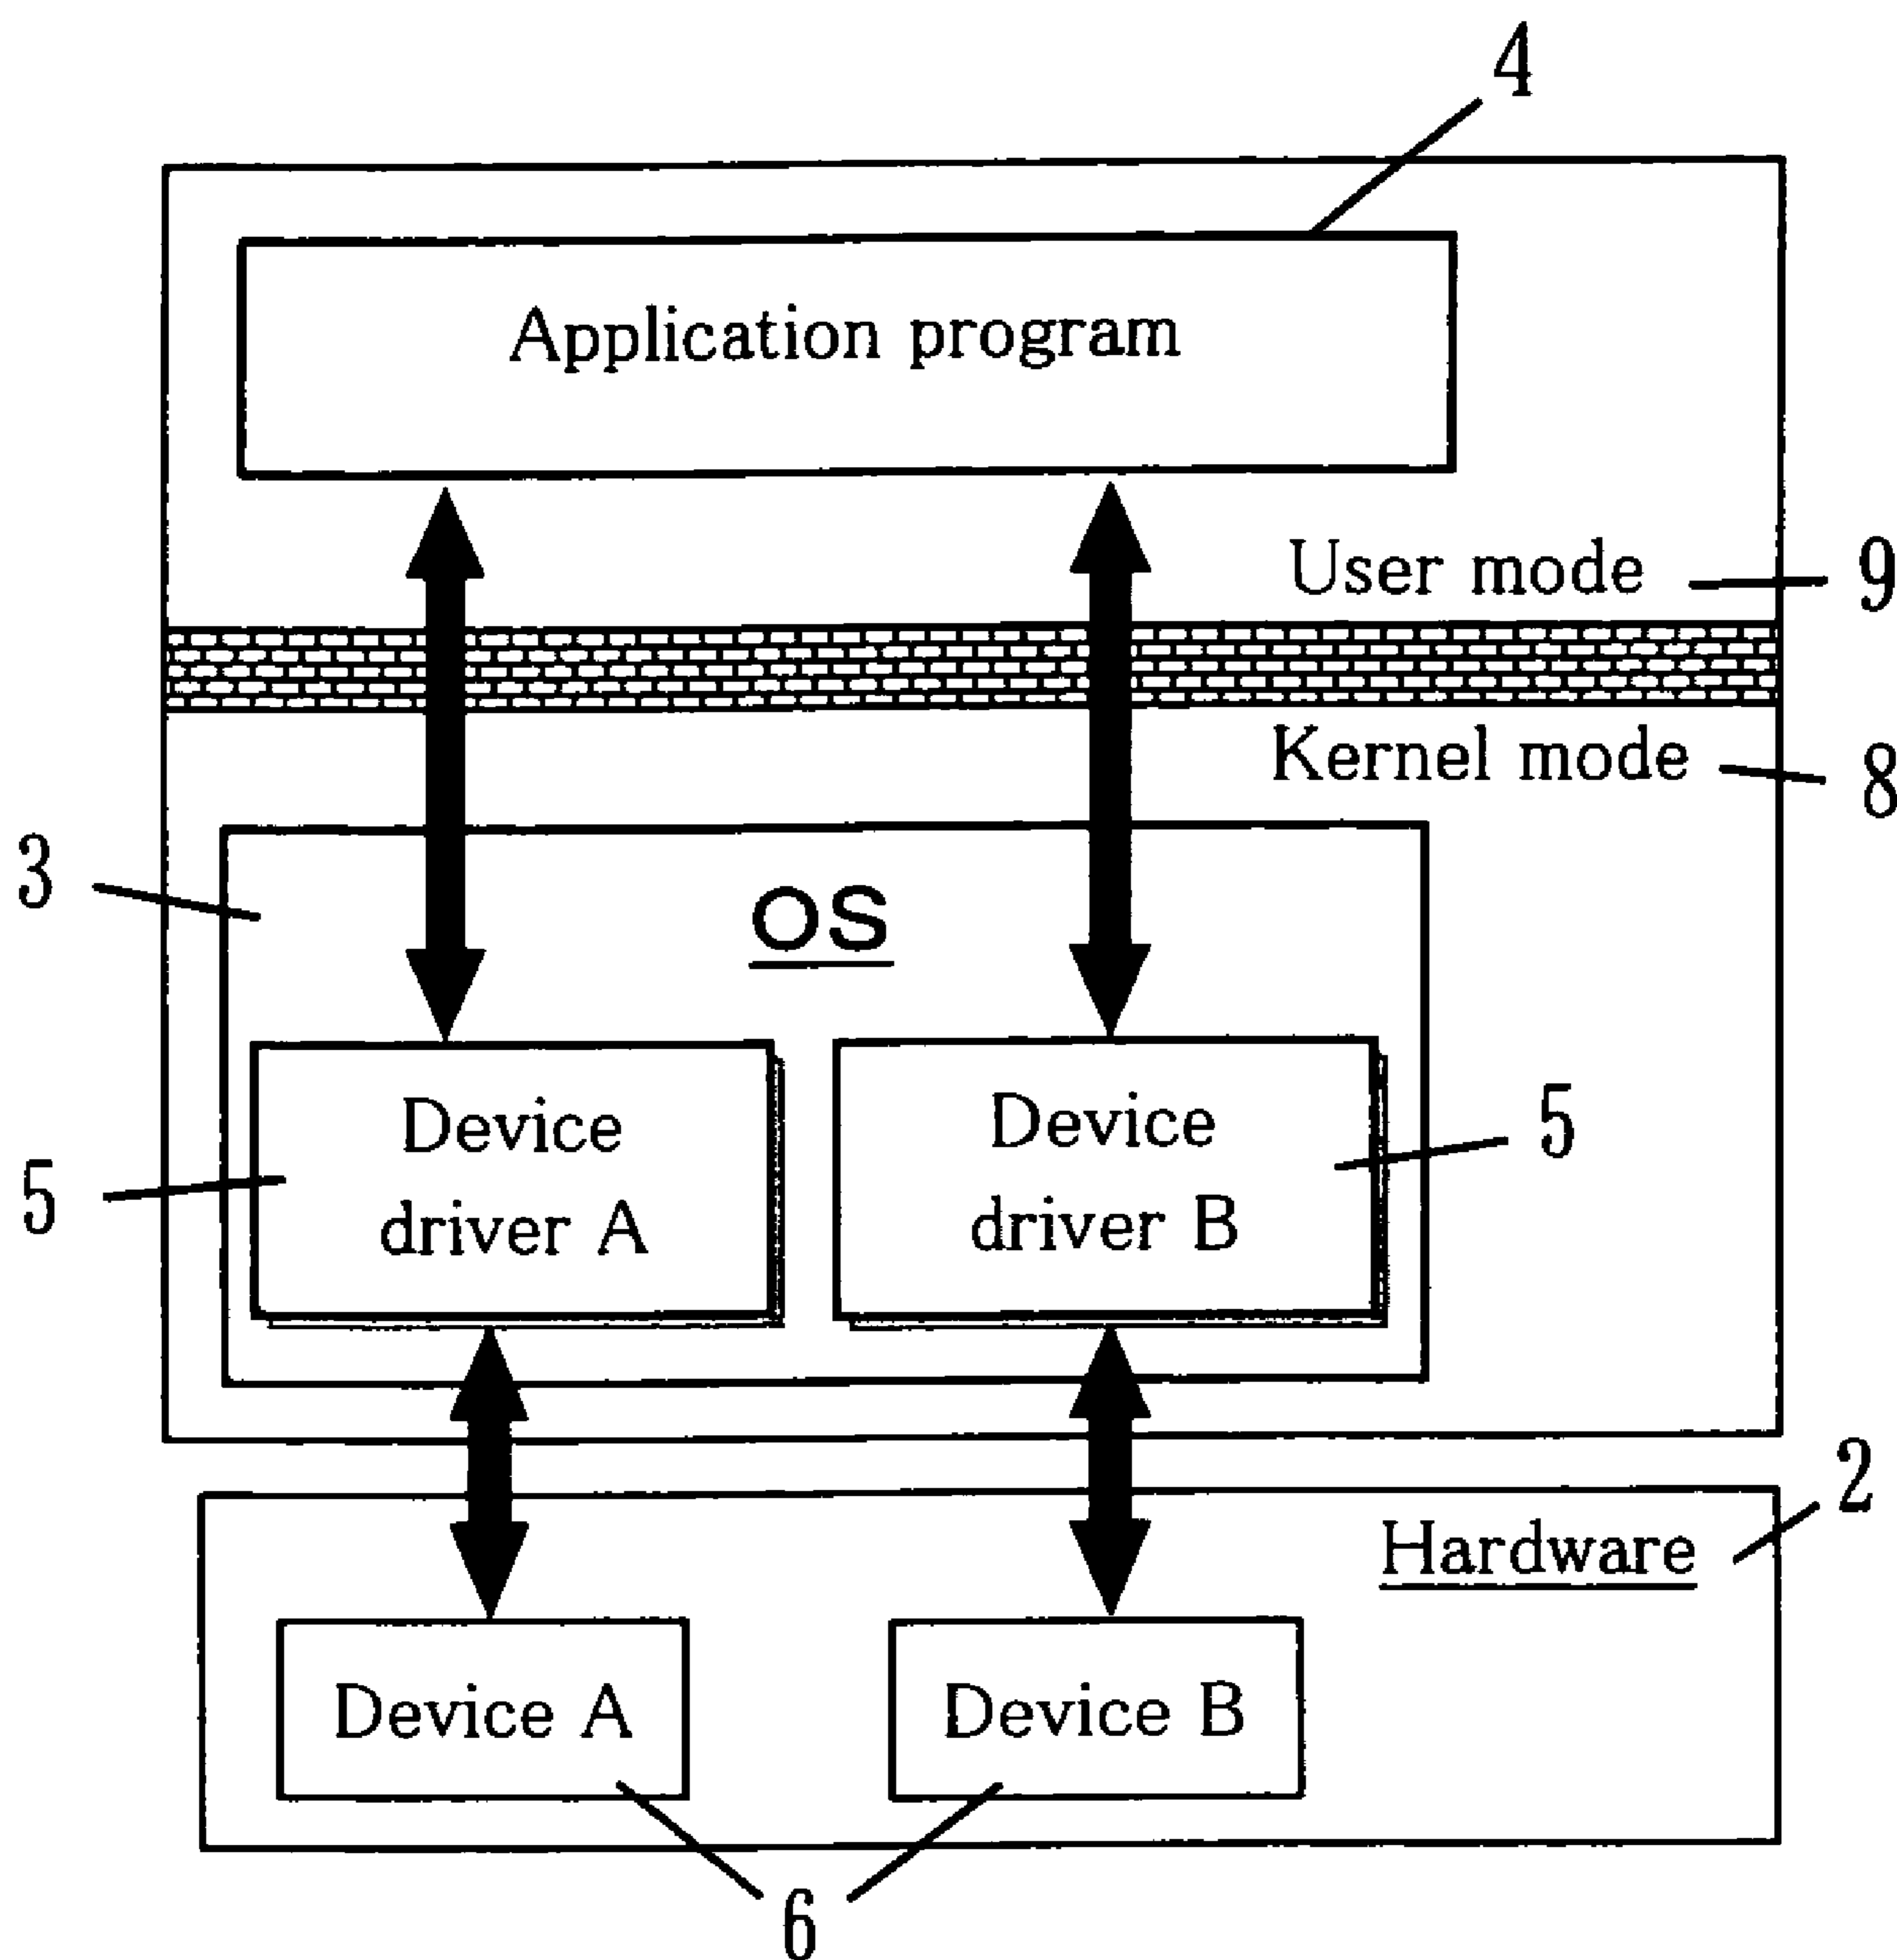 4
Application program
User mode
9
Kernel mode
8
3
OS
Device
driver A
Device
driver B
5
5
2
Hardware
Device A
Device B
6